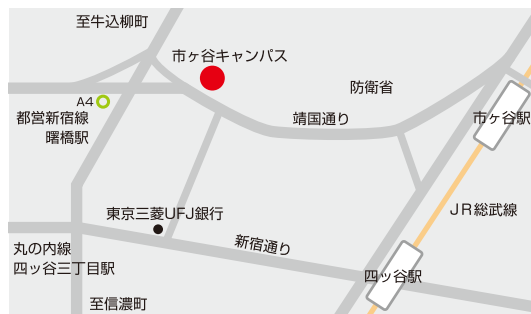 至牛込柳町
市ヶ谷キャンパス
防衛省
A4
都営新宿線
曙橋駅
靖国通り
市ヶ谷駅
東京三菱UFJ銀行
JR総武線
新宿通り
丸の内線
四ッ谷三丁目駅
四ッ谷駅
至信濃町